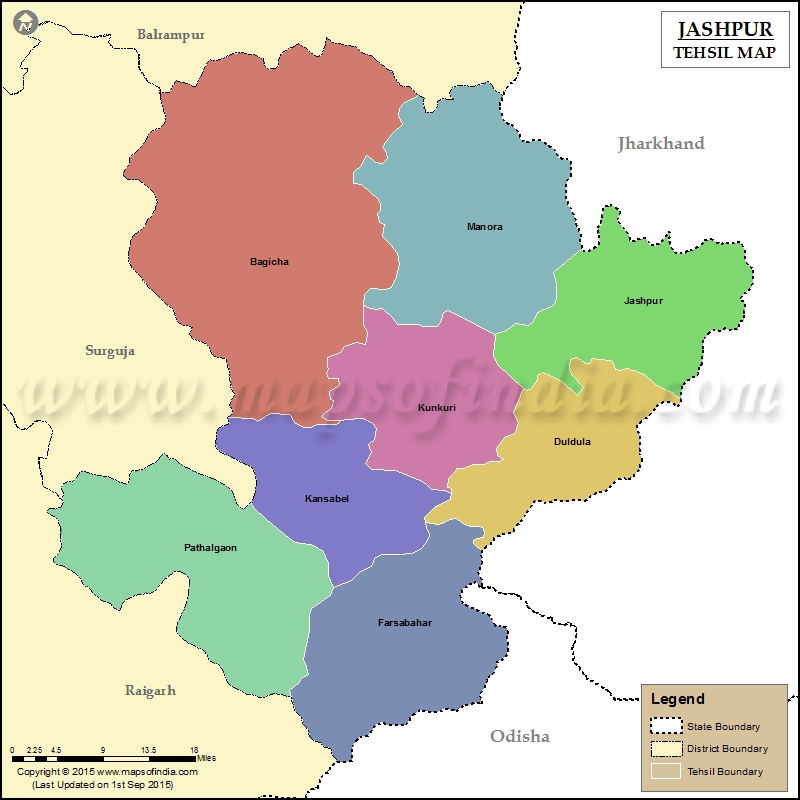 N
JASHPUR
TEHSIL MAP
Balrampur
Jharkhand
Manora
Bagicha
Jashpur
Surguja
www.mapsofindia.com
Kunkuri
Duldula
Kansabel
Pathalgaon
Farsabahar
Raigarh
Odisha
Legend
State Boundary
District Boundary
Tehsil Boundary
0 2.25 4.5 9 13.5 18
Miles
Copyright © 2015 www.mapsofindia.com
(Last Updated on 1st Sep 2015)